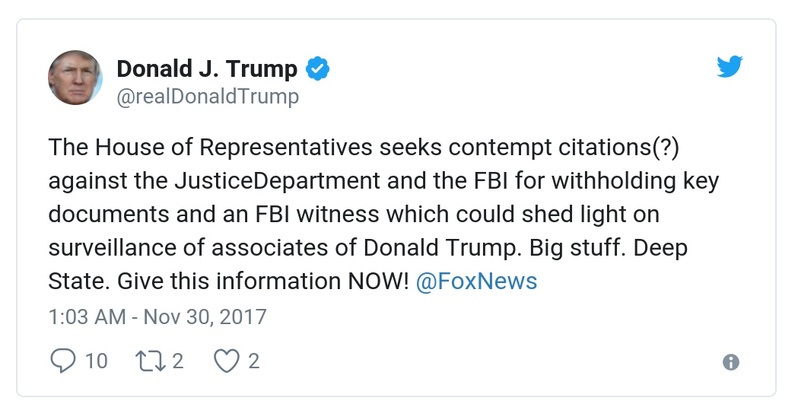 Donald J. Trump
@realDonaldTrump
The House of Representatives seeks contempt citations(?)
against the JusticeDepartment and the FBI for withholding key
documents and an FBI witness which could shed light on
surveillance of associates of Donald Trump. Big stuff. Deep
State. Give this information NOW! @FoxNews
1:03 AM - Nov 30, 2017
10 2 2